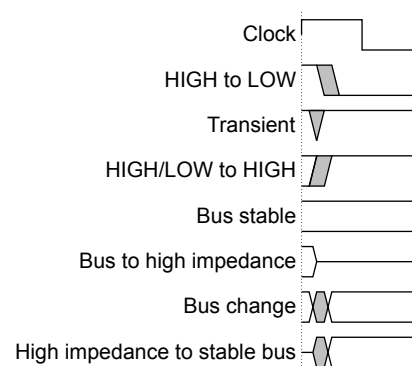 Clock
HIGH to LOW
Transient
HIGH/LOW to HIGH
Bus stable
Bus to high impedance
Bus change
High impedance to stable bus